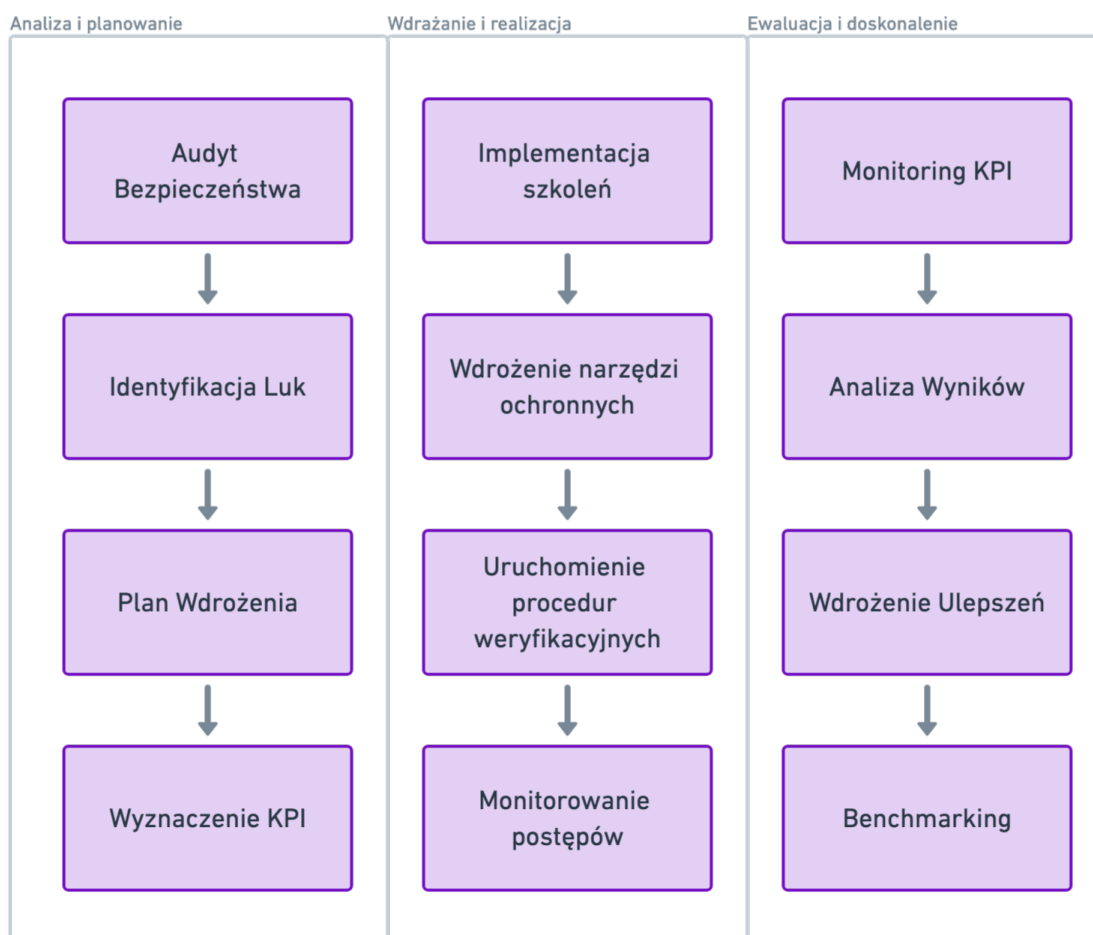 Analiza i planowanie
Audyt
Bezpieczeństwa
Identyfikacja Luk
Plan Wdrożenia
Wyznaczenie KPI
Wdrażanie i realizacja
Implementacja
szkoleń
Wdrożenie narzędzi
ochronnych
Uruchomienie
procedur
weryfikacyjnych
Monitorowanie
postępów
Ewaluacja i doskonalenie
Monitoring KPI
Analiza Wyników
Wdrożenie Ulepszeń
Benchmarking